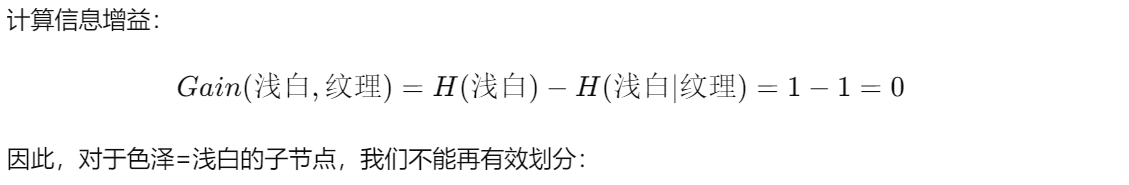 计算信息增益：
Gain(浅白, 纹理) = H(浅白) − H(浅白|纹理) = 1 − 1 = 0
因此，对于色泽=浅白的子节点，我们不能再有效划分：